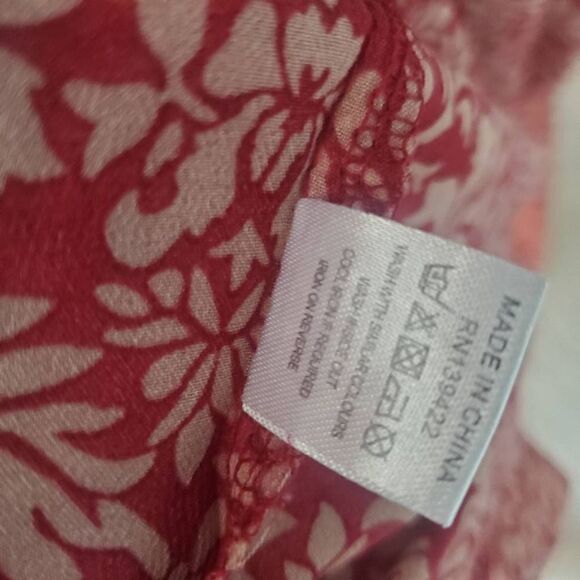 MADE IN CHINA
RN139422
WASH WITH SIMILAR COLOURS
WASH INSIDE OUT
COOL IRON IF REQUIRED
IRON ON REVERSE